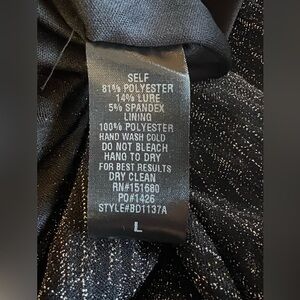 SELF
81% POLYESTER
14% LURE
5% SPANDEX
LINING
100% POLYESTER
HAND WASH COLD
DO NOT BLEACH
HANG TO DRY
FOR BEST RESULTS
DRY CLEAN
RN#151680
PO#1426
STYLE#BD1137A
L